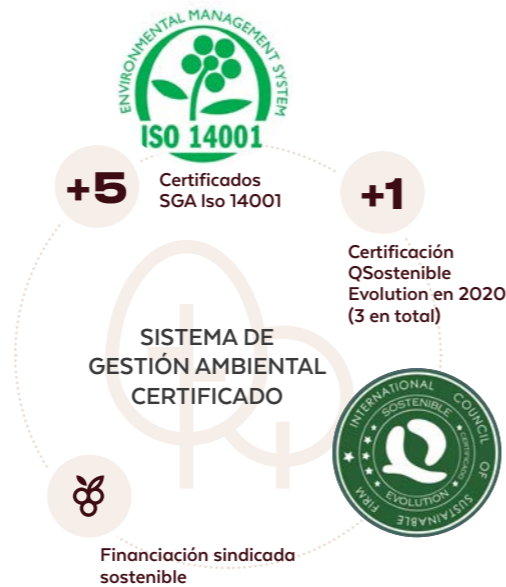 ENVIRONMENTAL MANAGEMENT SYSTEM
ISO 14001
+5
Certificados
SGA Iso 14001
+1
Certificación
QSostenible
Evolution en 2020
(3 en total)
SISTEMA DE
GESTIÓN AMBIENTAL
CERTIFICADO
INTERNATIONAL COUNCIL OF SUSTAINABLE FIRM
SOSTENIBLE
CERTIFICADO
EVOLUTION
Financiación sindicada
sostenible